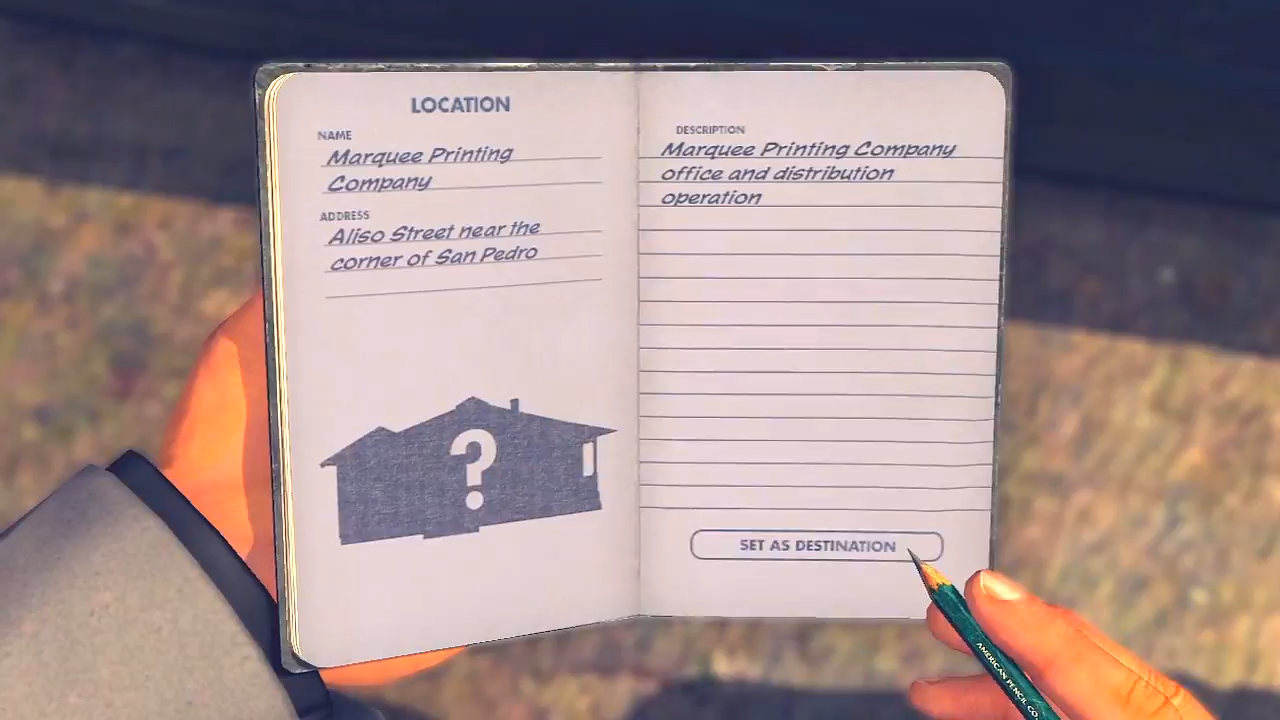 LOCATION
NAME
Marquee Printing
Company
ADDRESS
Aliso Street near the
corner of San Pedro
?
DESCRIPTION
Marquee Printing Company
office and distribution
operation
SET AS DESTINATION
AMERICAN PENCIL CO.